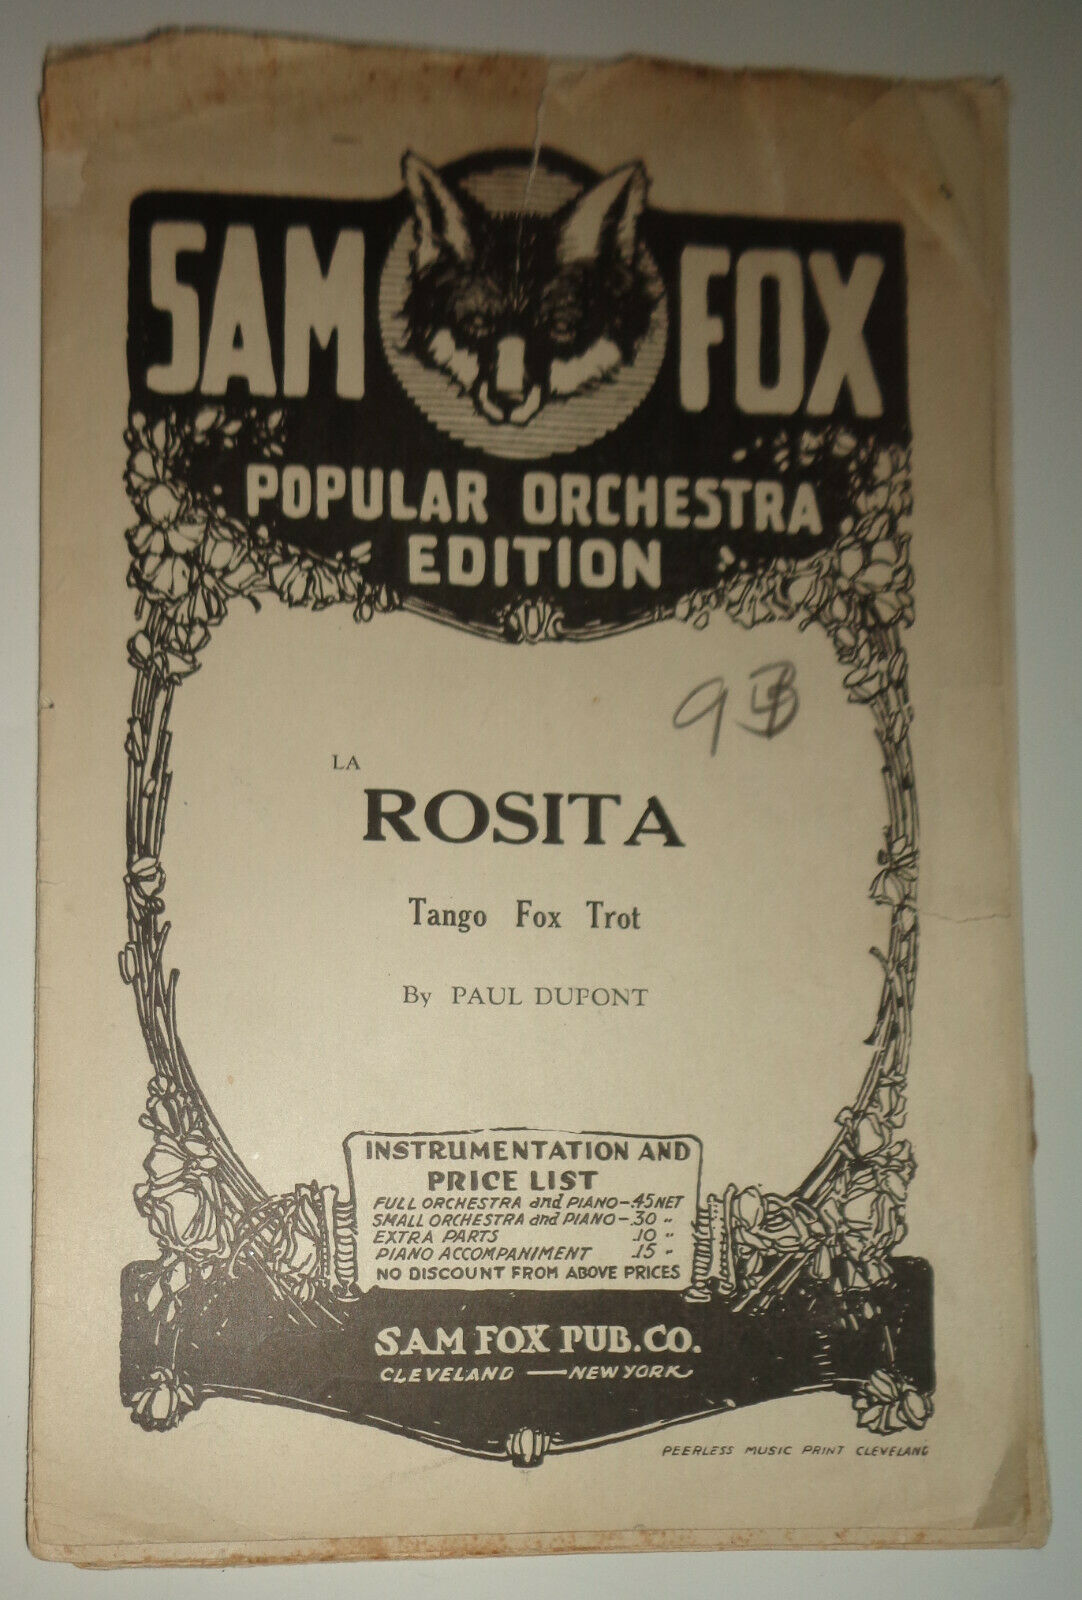 SAM FOX
POPULAR ORCHESTRA
EDITION
LA
ROSITA
Tango Fox Trot
By PAUL DUPONT
INSTRUMENTATION AND
PRICE LIST
FULL ORCHESTRA and PIANO-.45 NET
SMALL ORCHESTRA and PIANO-.30 "
EXTRA PARTS .10 "
PIANO ACCOMPANIMENT .15 "
NO DISCOUNT FROM ABOVE PRICES
SAM FOX PUB. CO.
CLEVELAND — NEW YORK
PEERLESS MUSIC PRINT CLEVELAND